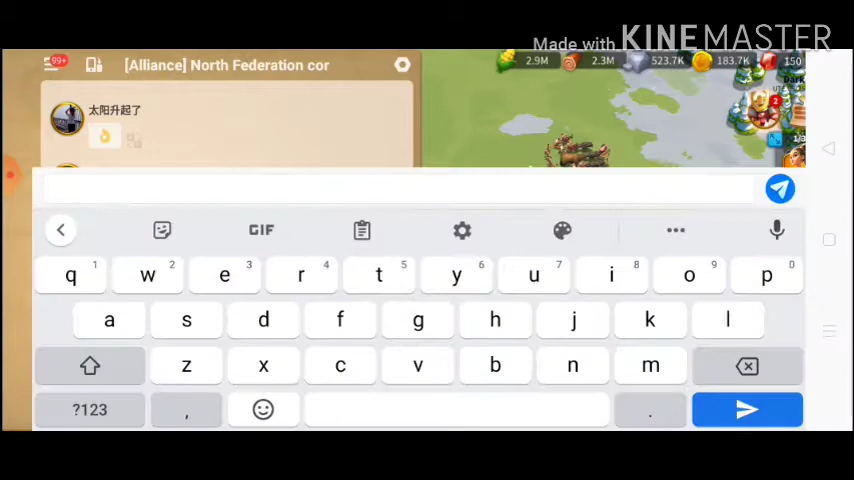 Made with KINEMASTER
99+ [Alliance] North Federation cor
2.9M 2.3M 523.7K 183.7K 150
太阳升起了
2
GIF
q 1 w 2 e 3 r 4 t 5 y 6 u 7 i 8 o 9 p 0
a s d f g h j k l
z x c v b n m
?123 , .